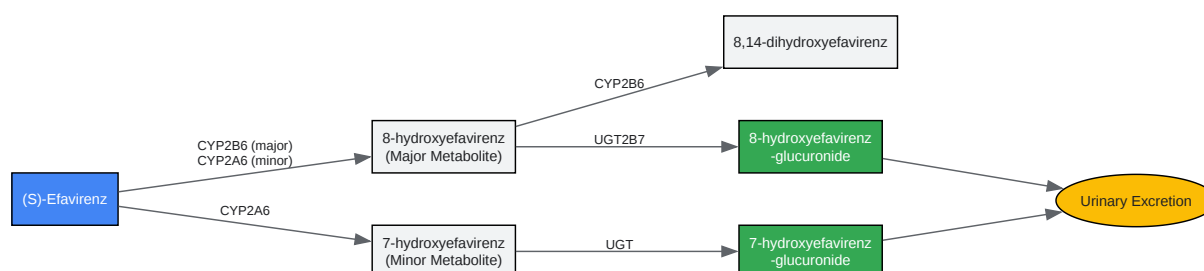 8,14-dihydroxyefavirenz
CYP2B6
CYP2B6 (major)
CYP2A6 (minor)
8-hydroxyefavirenz
(Major Metabolite)
UGT2B7
8-hydroxyefavirenz
-glucuronide
(S)-Efavirenz
Urinary Excretion
CYP2A6
7-hydroxyefavirenz
(Minor Metabolite)
UGT
7-hydroxyefavirenz
-glucuronide